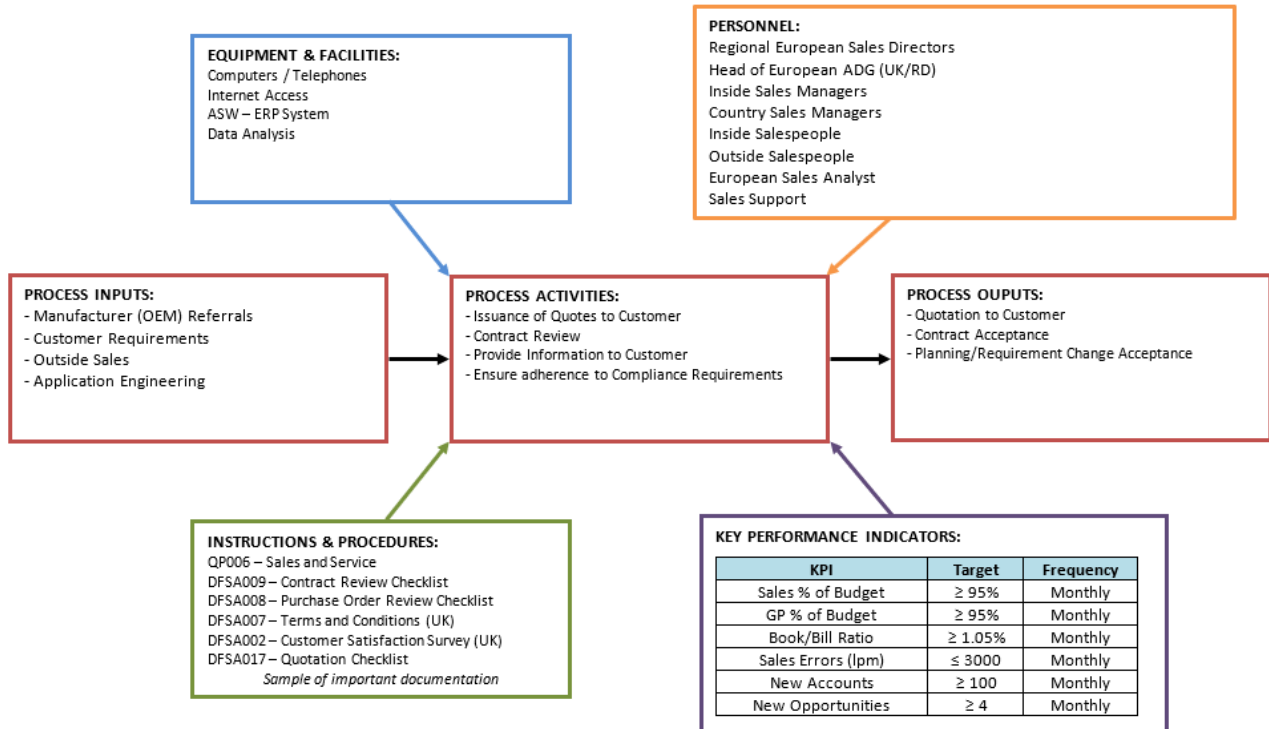 EQUIPMENT & FACILITIES:
Computers / Telephones
Internet Access
ASW – ERP System
Data Analysis
PERSONNEL:
Regional European Sales Directors
Head of European ADG (UK/RD)
Inside Sales Managers
Country Sales Managers
Inside Salespeople
Outside Salespeople
European Sales Analyst
Sales Support
PROCESS INPUTS:
- Manufacturer (OEM) Referrals
- Customer Requirements
- Outside Sales
- Application Engineering
PROCESS ACTIVITIES:
- Issuance of Quotes to Customer
- Contract Review
- Provide Information to Customer
- Ensure adherence to Compliance Requirements
PROCESS OUPUTS:
- Quotation to Customer
- Contract Acceptance
- Planning/Requirement Change Acceptance
INSTRUCTIONS & PROCEDURES:
QP006 – Sales and Service
DFSA009 – Contract Review Checklist
DFSA008 – Purchase Order Review Checklist
DFSA007 – Terms and Conditions (UK)
DFSA002 – Customer Satisfaction Survey (UK)
DFSA017 – Quotation Checklist
Sample of important documentation
KEY PERFORMANCE INDICATORS:
KPI Target Frequency
Sales % of Budget ≥ 95% Monthly
GP % of Budget ≥ 95% Monthly
Book/Bill Ratio ≥ 1.05% Monthly
Sales Errors (lpm) ≤ 3000 Monthly
New Accounts ≥ 100 Monthly
New Opportunities ≥ 4 Monthly